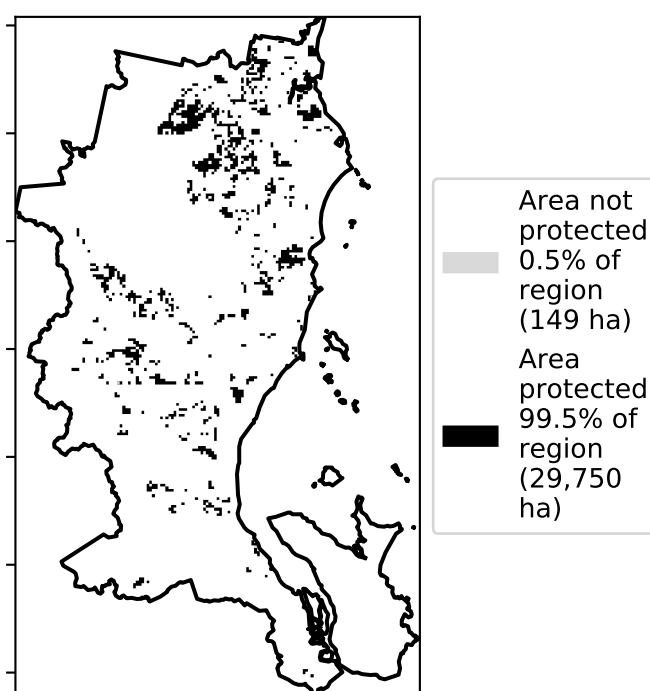 Area not
protected
0.5% of
region
(149 ha)
Area
protected
99.5% of
region
(29,750
ha)